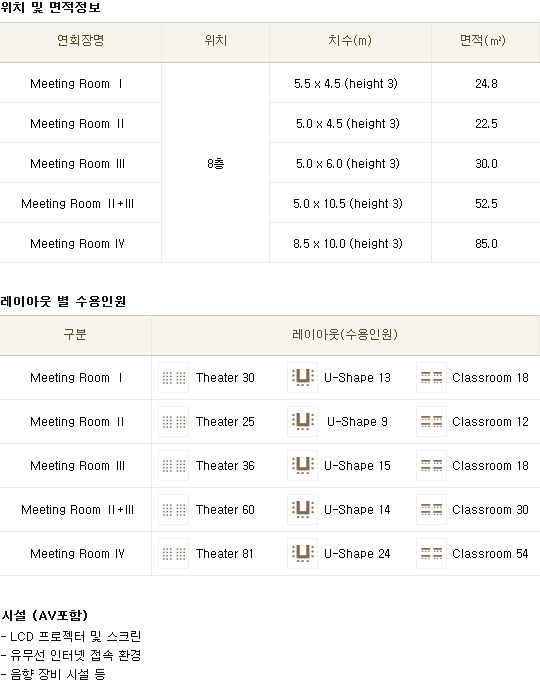 위치 및 면적정보
연회장명 위치 치수(m) 면적(㎡)
Meeting Room Ⅰ 5.5 x 4.5 (height 3) 24.8
Meeting Room Ⅱ 5.0 x 4.5 (height 3) 22.5
Meeting Room Ⅲ 8층 5.0 x 6.0 (height 3) 30.0
Meeting Room Ⅱ+Ⅲ 5.0 x 10.5 (height 3) 52.5
Meeting Room Ⅳ 8.5 x 10.0 (height 3) 85.0
레이아웃 별 수용인원
구분 레이아웃(수용인원)
Meeting Room Ⅰ Theater 30 U-Shape 13 Classroom 18
Meeting Room Ⅱ Theater 25 U-Shape 9 Classroom 12
Meeting Room Ⅲ Theater 36 U-Shape 15 Classroom 18
Meeting Room Ⅱ+Ⅲ Theater 60 U-Shape 14 Classroom 30
Meeting Room Ⅳ Theater 81 U-Shape 24 Classroom 54
시설 (AV포함)
- LCD 프로젝터 및 스크린
- 유무선 인터넷 접속 환경
- 음향 장비 시설 등